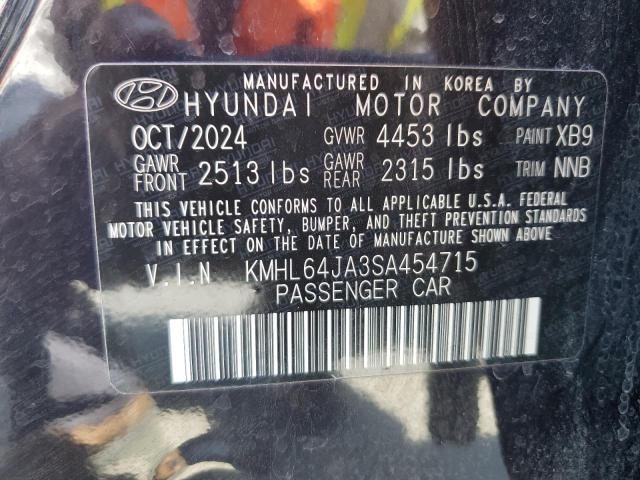 MANUFACTURED IN KOREA BY
HYUNDAI MOTOR COMPANY
OCT/2024 GVWR 4453 lbs PAINT XB9
GAWR FRONT 2513 lbs GAWR REAR 2315 lbs TRIM NNB
THIS VEHICLE CONFORMS TO ALL APPLICABLE U.S.A. FEDERAL
MOTOR VEHICLE SAFETY, BUMPER, AND THEFT PREVENTION STANDARDS
IN EFFECT ON THE DATE OF MANUFACTURE SHOWN ABOVE.
V.I.N KMHL64JA3SA454715
PASSENGER CAR